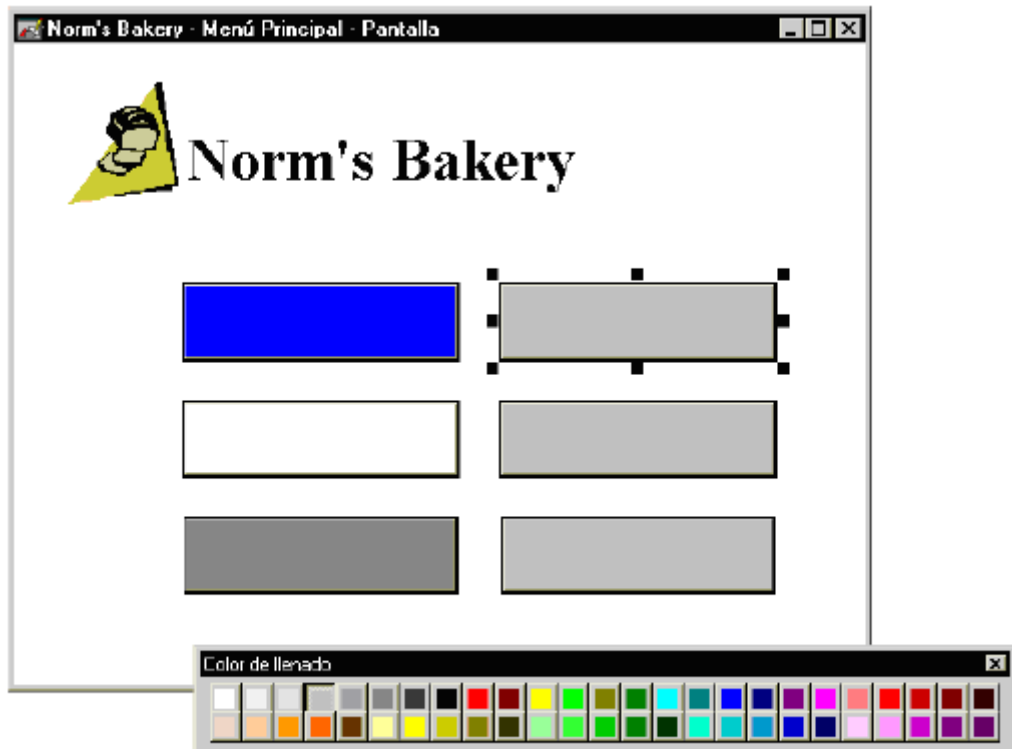 Norm's Bakery - Menú Principal - Pantalla
Norm's Bakery
Color de llenado